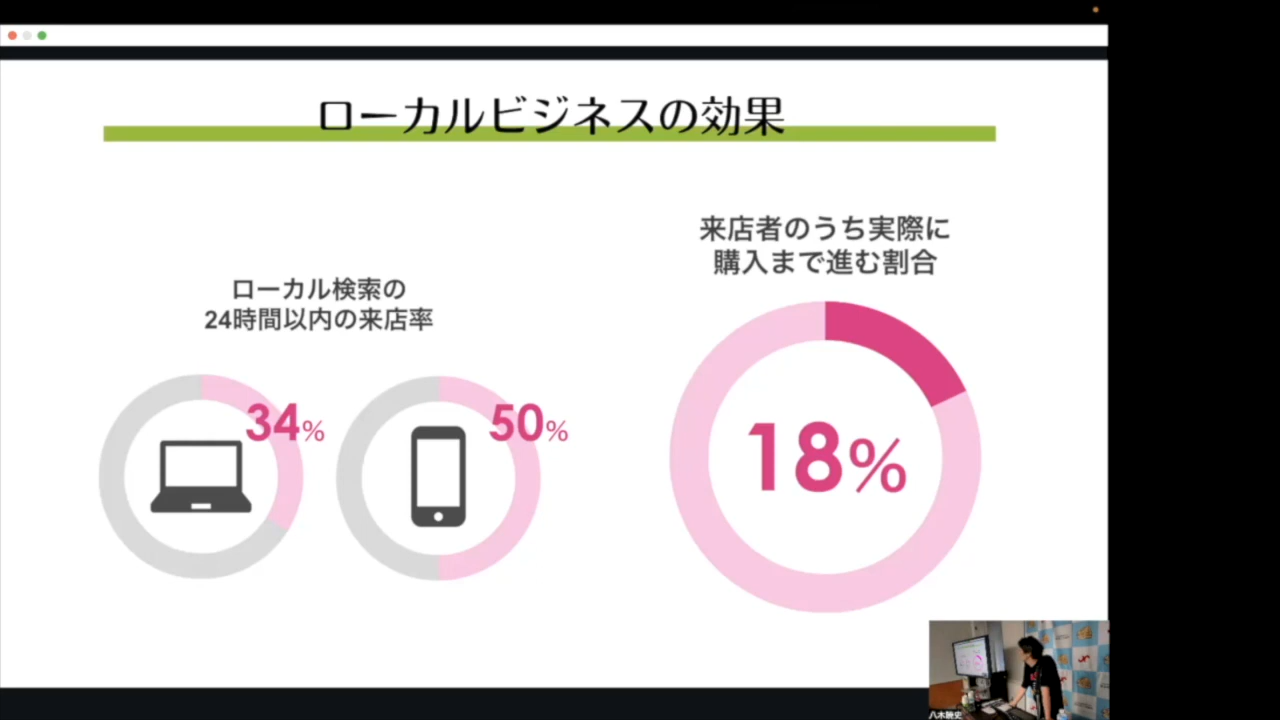 ローカルビジネスの効果
ローカル検索の
24時間以内の来店率
34%
50%
来店者のうち実際に
購入まで進む割合
18%